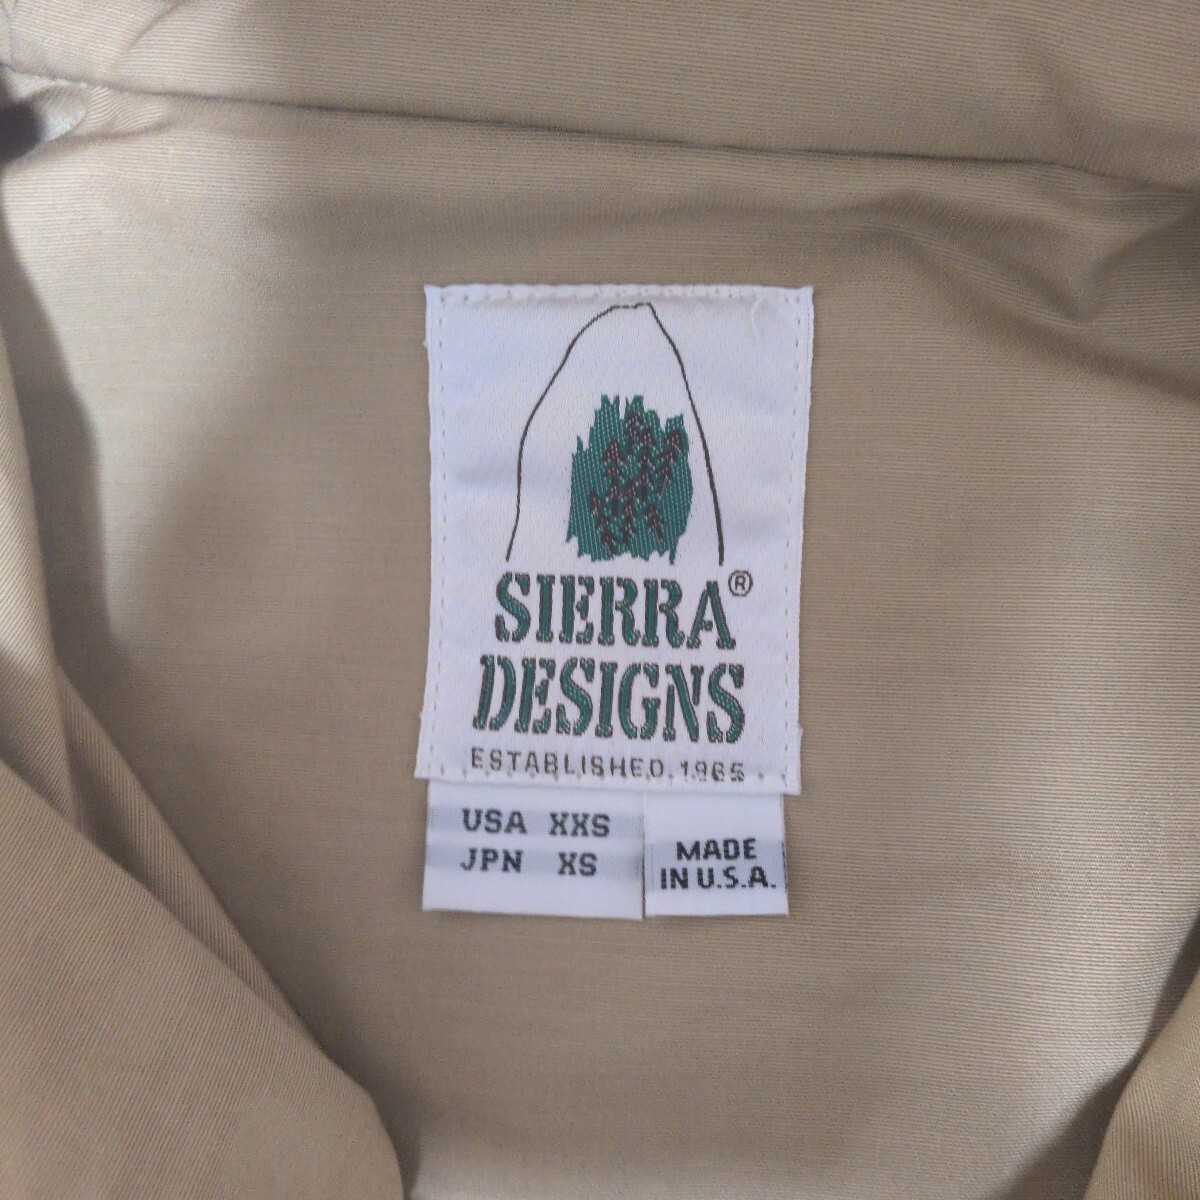 SIERRA®
DESIGNS
ESTABLISHED 1965
USA XXS
JPN XS
MADE
IN U.S.A.